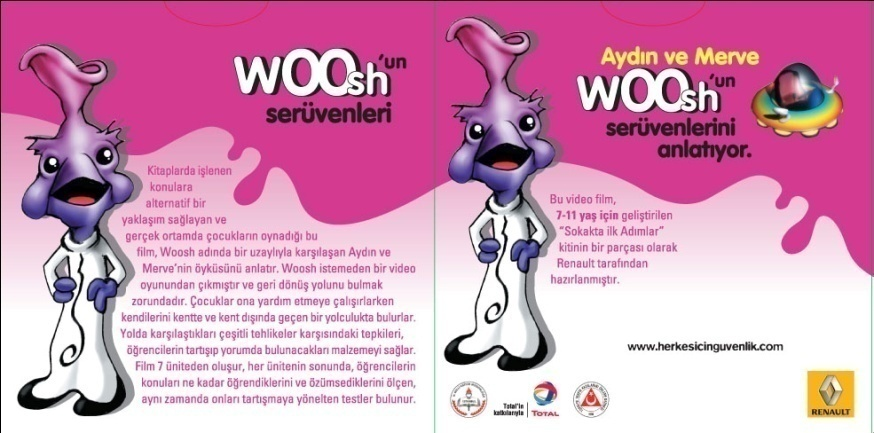 WOOsh'un
serüvenleri
Kitaplarda işlenen
konulara
alternatif bir
yaklaşım sağlayan ve
gerçek ortamda çocukların oynadığı bu
film, Woosh adında bir uzaylıyla karşılaşan Aydın ve
Merve'nin öyküsünü anlatır. Woosh istemeden bir video
oyunundan çıkmıştır ve geri dönüş yolunu bulmak
zorundadır. Çocuklar ona yardım etmeye çalışırlarken
kendilerini kentte ve kent dışında geçen bir yolculukta bulurlar.
Yolda karşılaştıkları çeşitli tehlikeler karşısındaki tepkileri,
öğrencilerin tartışıp yorumda bulunacakları malzemeyi sağlar.
Film 7 üniteden oluşur, her ünitenin sonunda, öğrencilerin
konuları ne kadar öğrendiklerini ve özümsediklerini ölçen,
aynı zamanda onları tartışmaya yönelten testler bulunur.
Aydın ve Merve
WOOsh'un
serüvenlerini
anlatıyor.
Bu video film,
7-11 yaş için geliştirilen
"Sokakta ilk Adımlar"
kitinin bir parçası olarak
Renault tarafından
hazırlanmıştır.
www.herkesicinguvenlik.com
Total'in
katkılarıyla
TOTAL
RENAULT